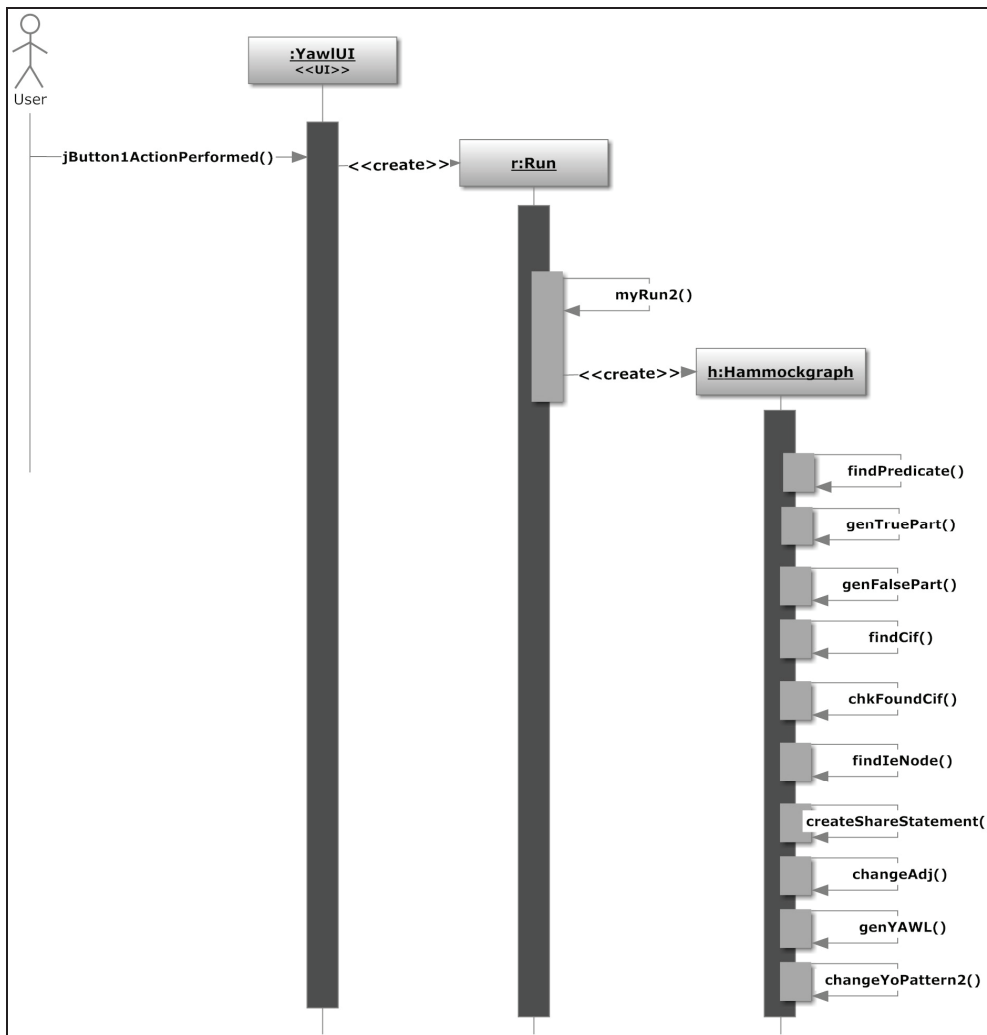 :YawlUI
<<UI>>
User
jButton1ActionPerformed()
<<create>>
r:Run
myRun2()
<<create>>
h:Hammockgraph
findPredicate()
genTruePart()
genFalsePart()
findCif()
chkFoundCif()
findIeNode()
createShareStatement(
changeAdj()
genYAWL()
changeYoPattern2()